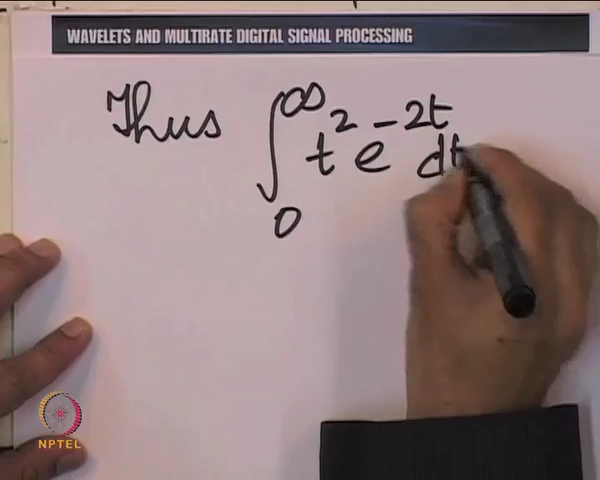 WAVELETS AND MULTIRATE DIGITAL SIGNAL PROCESSING
Thus ∫₀^∞ t² e^{-2t} dt
NPTEL